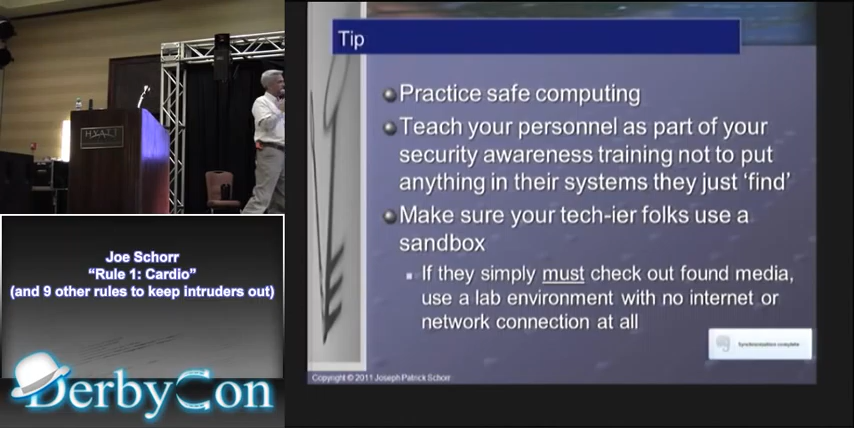 HYATT
Joe Schorr
“Rule 1: Cardio”
(and 9 other rules to keep intruders out)
DerbyCon
Tip
Practice safe computing
Teach your personnel as part of your
security awareness training not to put
anything in their systems they just ‘find’
Make sure your tech-ier folks use a
sandbox
If they simply must check out found media,
use a lab environment with no internet or
network connection at all
Synchronization complete
Copyright © 2011 Joseph Patrick Schorr